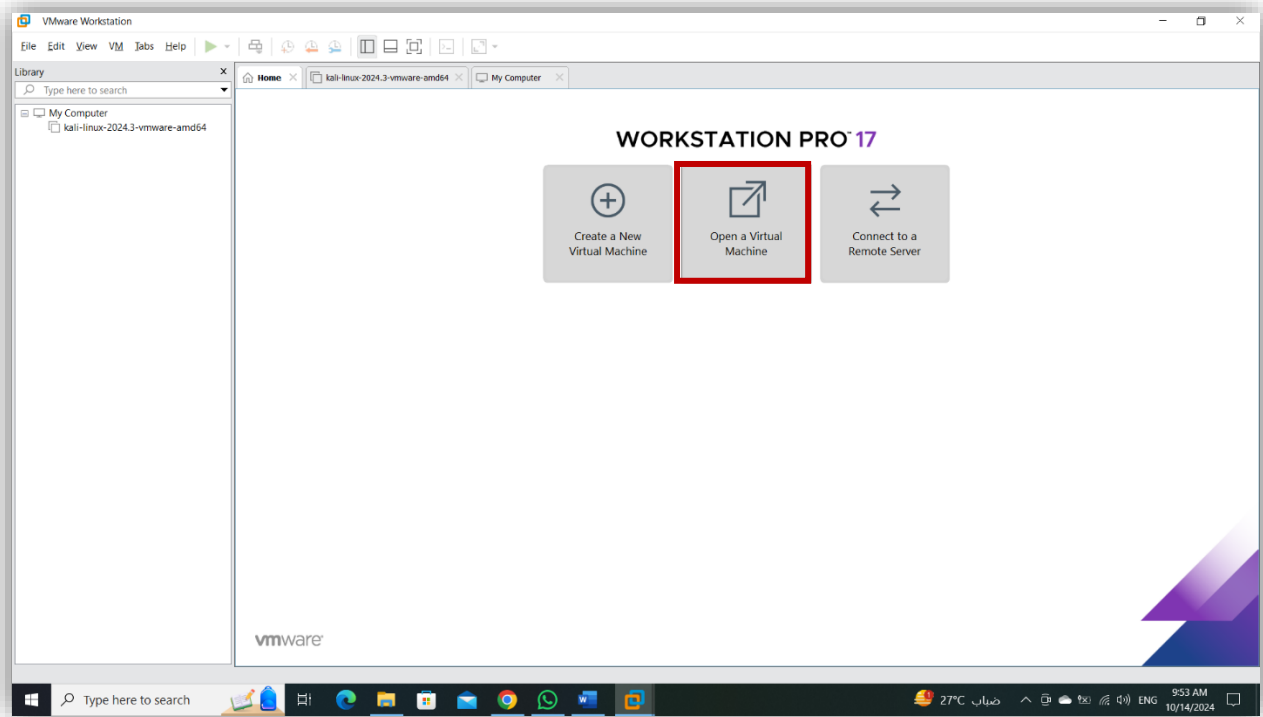 VMware Workstation
File Edit View VM Tabs Help
Library
Type here to search
My Computer
kali-linux-2024.3-vmware-amd64
Home
kali-linux-2024.3-vmware-amd64
My Computer
WORKSTATION PRO™ 17
Create a New
Virtual Machine
Open a Virtual
Machine
Connect to a
Remote Server
vmware
Type here to search
27°C ضباب
ENG
9:53 AM
10/14/2024